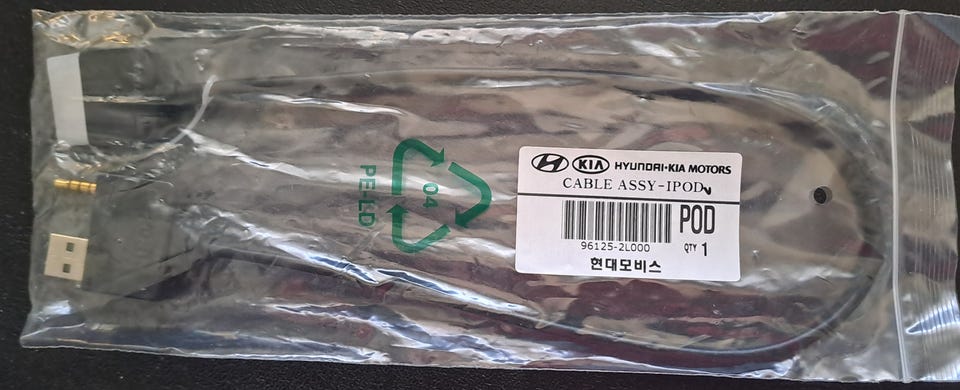 04
PE-LD
KIA HYUNDAI·KIA MOTORS
CABLE ASSY-IPOD
POD
96125-2L000
QTY 1
현대모비스